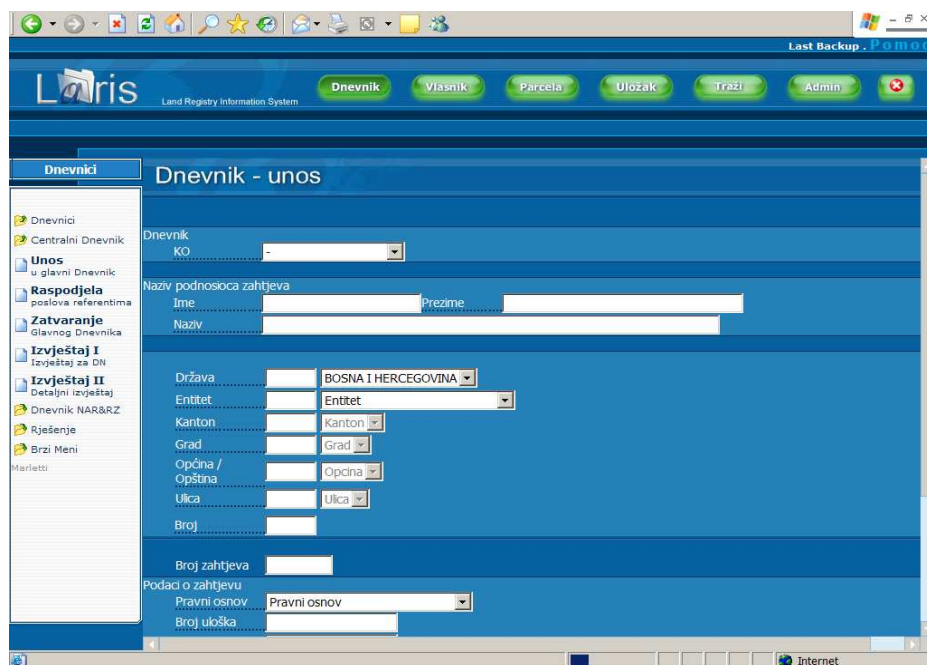 Last Backup . Pomoć
Laris
Land Registry Information System
Dnevnik Vlasnik Parcela Uložak Traži Admin
Dnevnici
Dnevnik - unos
Dnevnici
Centralni Dnevnik
Unos
u glavni Dnevnik
Raspodjela
poslova referentima
Zatvaranje
Glavnog Dnevnika
Izvještaj I
Izvještaj za DN
Izvještaj II
Detaljni izvještaj
Dnevnik NAR&RZ
Rješenje
Brzi Meni
Marletti
Dnevnik
KO -
Naziv podnosioca zahtjeva
Ime Prezime
Naziv
Država BOSNA I HERCEGOVINA
Entitet Entitet
Kanton Kanton
Grad Grad
Općina /
Opština Opcina
Ulica Ulica
Broj
Broj zahtjeva
Podaci o zahtjevu
Pravni osnov Pravni osnov
Broj uloška
Internet